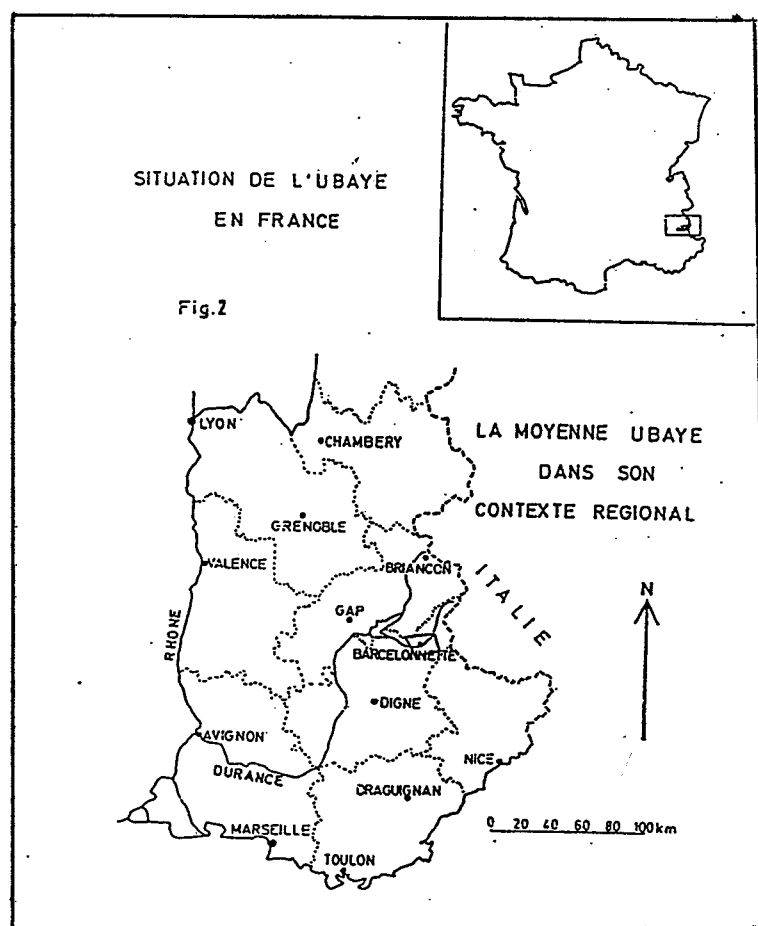 SITUATION DE L'UBAYE
EN FRANCE
Fig.2
LA MOYENNE UBAYE
DANS SON
CONTEXTE REGIONAL
LYON
CHAMBERY
GRENOBLE
VALENCE
BRIANCON
ITALIE
N
GAP
RHONE
BARCELONNETTE
DIGNE
AVIGNON
DURANCE
NICE
DRAGUIGNAN
MARSEILLE
TOULON
0 20 40 60 80 100km